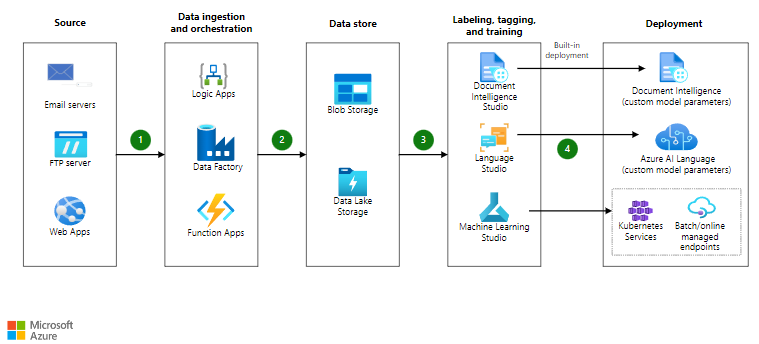 Source
Data ingestion
and orchestration
Data store
Labeling, tagging,
and training
Deployment
Email servers
FTP server
Web Apps
1
Logic Apps
Data Factory
Function Apps
2
Blob Storage
Data Lake
Storage
3
Document
Intelligence
Studio
Language
Studio
Machine Learning
Studio
Built-in
deployment
4
Document Intelligence
(custom model parameters)
Azure AI Language
(custom model parameters)
Kubernetes
Services
Batch/online
managed
endpoints
Microsoft
Azure